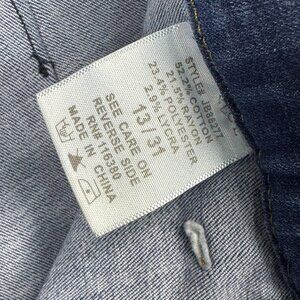 STYLE# JB88277
52.2% COTTON
21.5% RAYON
23.4% POLYESTER
2.9% LYCRA
13 / 31
SEE CARE ON
REVERSE SIDE
RN# 116380
MADE IN
CHINA